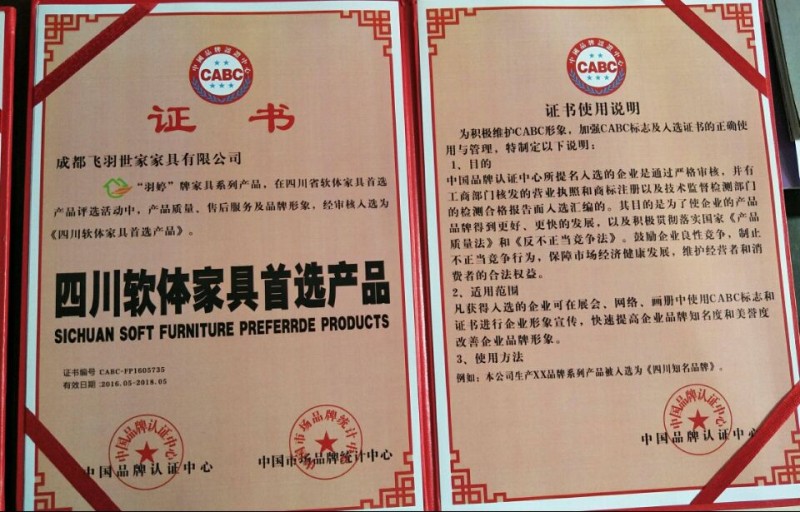 中国品牌认证中心
CABC
证书
成都飞羽世家家具有限公司
“羽婷”牌家具系列产品，在四川省软体家具首选
产品评选活动中，产品质量、售后服务及品牌形象，经审核入选为
《四川软体家具首选产品》。
四川软体家具首选产品
SICHUAN SOFT FURNITURE PREFERRDE PRODUCTS
证书编号 CABC-FP1605735
有效日期:2016.05-2018.05
中国品牌认证中心
中国品牌认证中心
中国市场品牌统计中心
中国市场品牌统计中心
中国品牌认证中心
CABC
证书使用说明
为积极维护CABC形象，加强CABC标志及入选证书的正确使
用与管理，特制定以下说明：
1、目的
中国品牌认证中心所提名入选的企业是通过严格审核，并有
工商部门核发的营业执照和商标注册以及技术监督检测部门
的检测合格报告而入选汇编的。其目的是为了使企业的产品
品牌得到更好、更快的发展，以及积极贯彻落实国家《产品
质量法》和《反不正当竞争法》。鼓励企业良性竞争，制止
不正当竞争行为，保障市场经济健康发展，维护经营者和消
费者的合法权益。
2、适用范围
凡获得入选的企业可在展会、网络、画册中使用CABC标志和
证书进行企业形象宣传，快速提高企业品牌知名度和美誉度
改善企业品牌形象。
3、使用方法
例如：本公司生产XX品牌系列产品被入选为《四川知名品牌》。
中国品牌认证中心
中国品牌认证中心